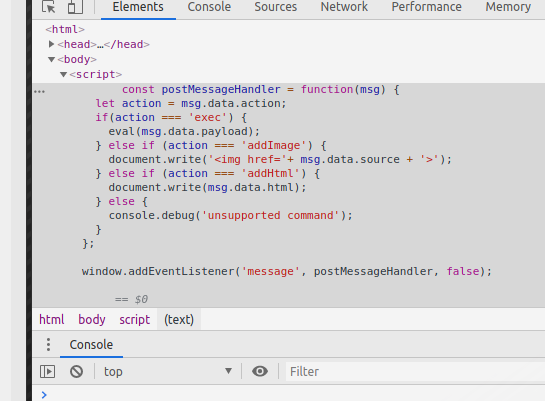 Elements Console Sources Network Performance Memory
<html>
<head>…</head>
<body>
<script>
… const postMessageHandler = function(msg) {
let action = msg.data.action;
if(action === 'exec') {
eval(msg.data.payload);
} else if (action === 'addImage') {
document.write('<img href='+ msg.data.source + '>');
} else if (action === 'addHtml') {
document.write(msg.data.html);
} else {
console.debug('unsupported command');
}
};
window.addEventListener('message', postMessageHandler, false);
== $0
html body script (text)
Console
top Filter